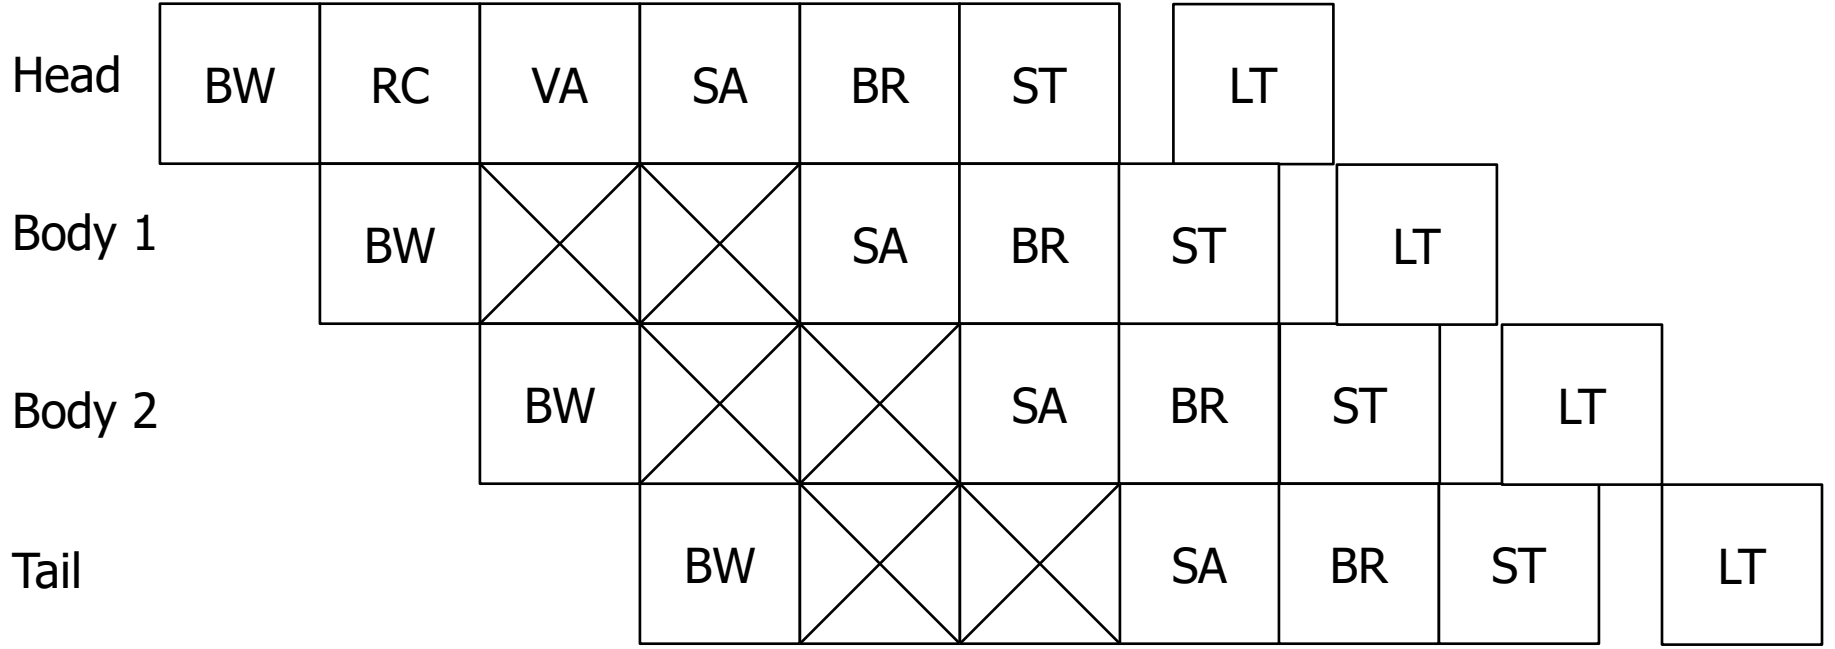 Head BW RC VA SA BR ST LT
Body 1 BW SA BR ST LT
Body 2 BW SA BR ST LT
Tail BW SA BR ST LT